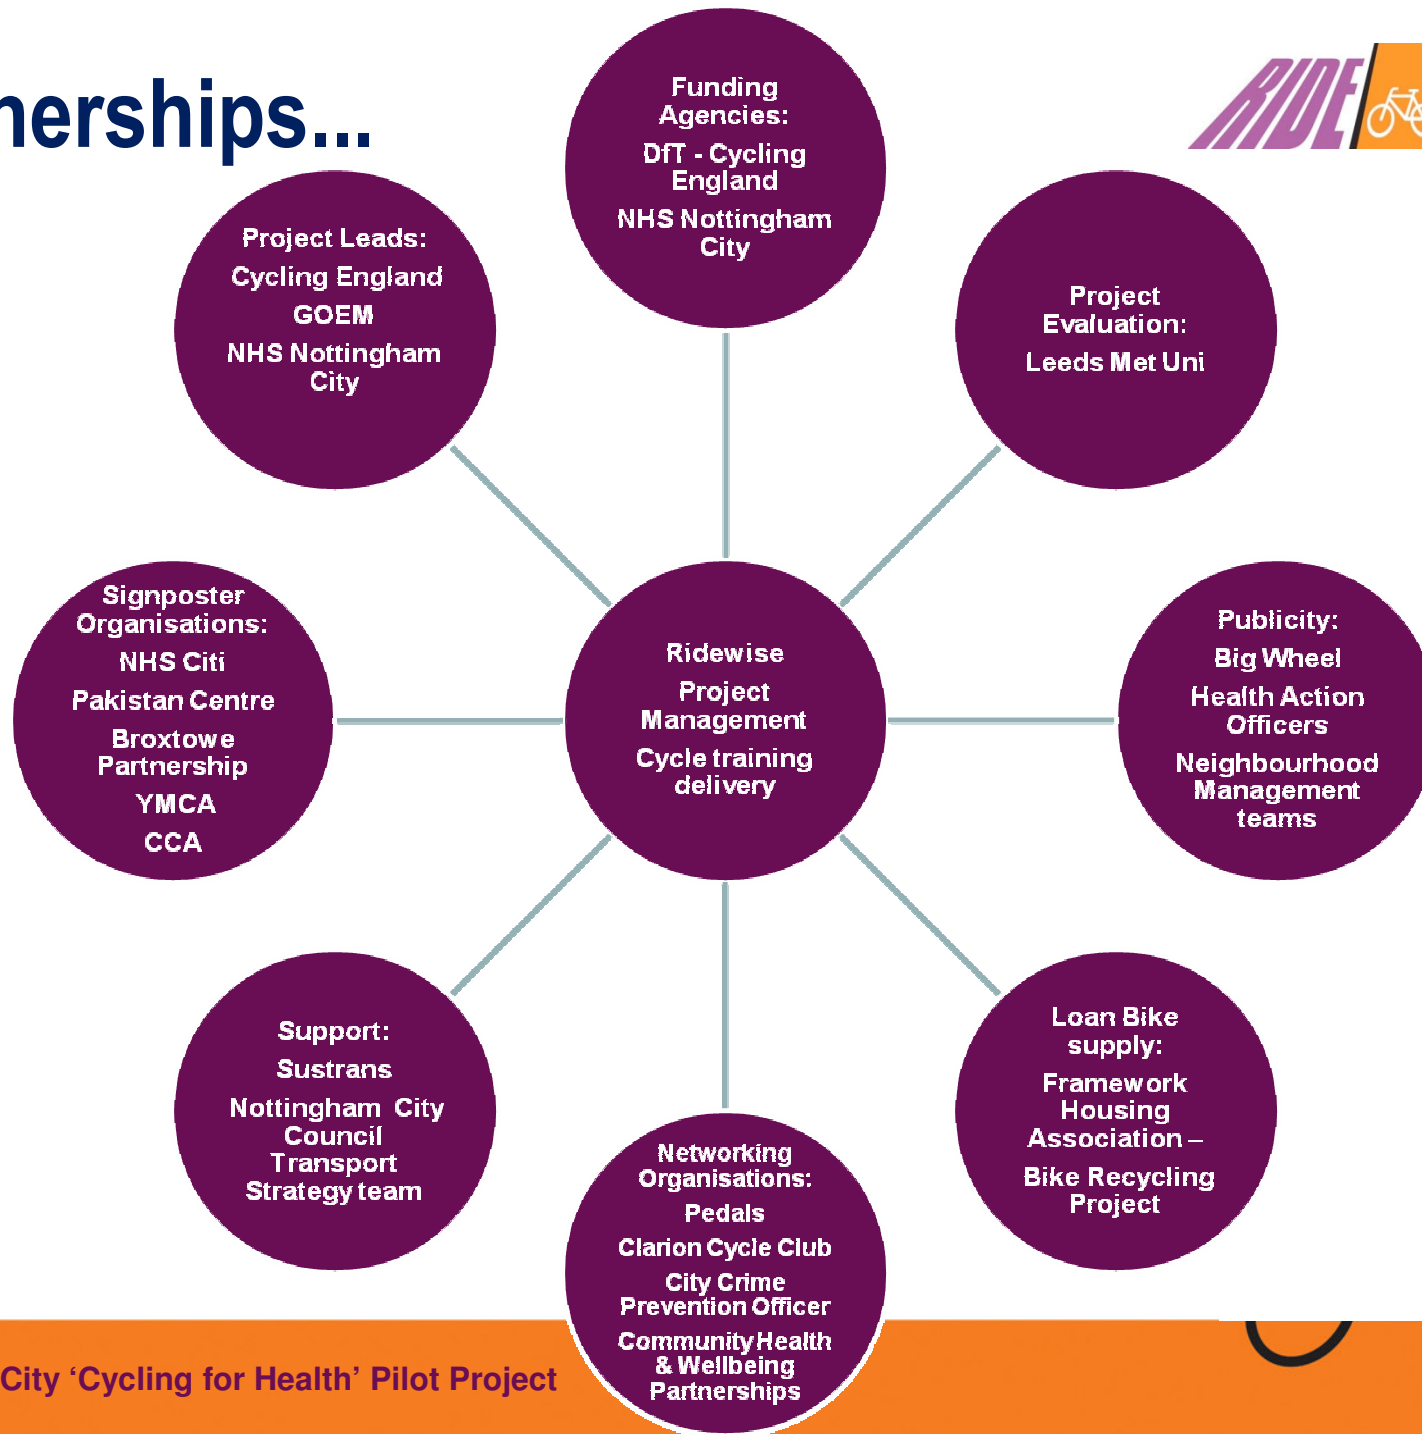 nerships...
RIDE
Funding
Agencies:
DfT - Cycling
England
NHS Nottingham
City
Project Leads:
Cycling England
GOEM
NHS Nottingham
City
Project
Evaluation:
Leeds Met Uni
Signposter
Organisations:
NHS Citi
Pakistan Centre
Broxtowe
Partnership
YMCA
CCA
Ridewise
Project
Management
Cycle training
delivery
Publicity:
Big Wheel
Health Action
Officers
Neighbourhood
Management
teams
Support:
Sustrans
Nottingham City
Council
Transport
Strategy team
Loan Bike
supply:
Framework
Housing
Association –
Bike Recycling
Project
Networking
Organisations:
Pedals
Clarion Cycle Club
City Crime
Prevention Officer
Community Health
& Wellbeing
Partnerships
City ‘Cycling for Health’ Pilot Project